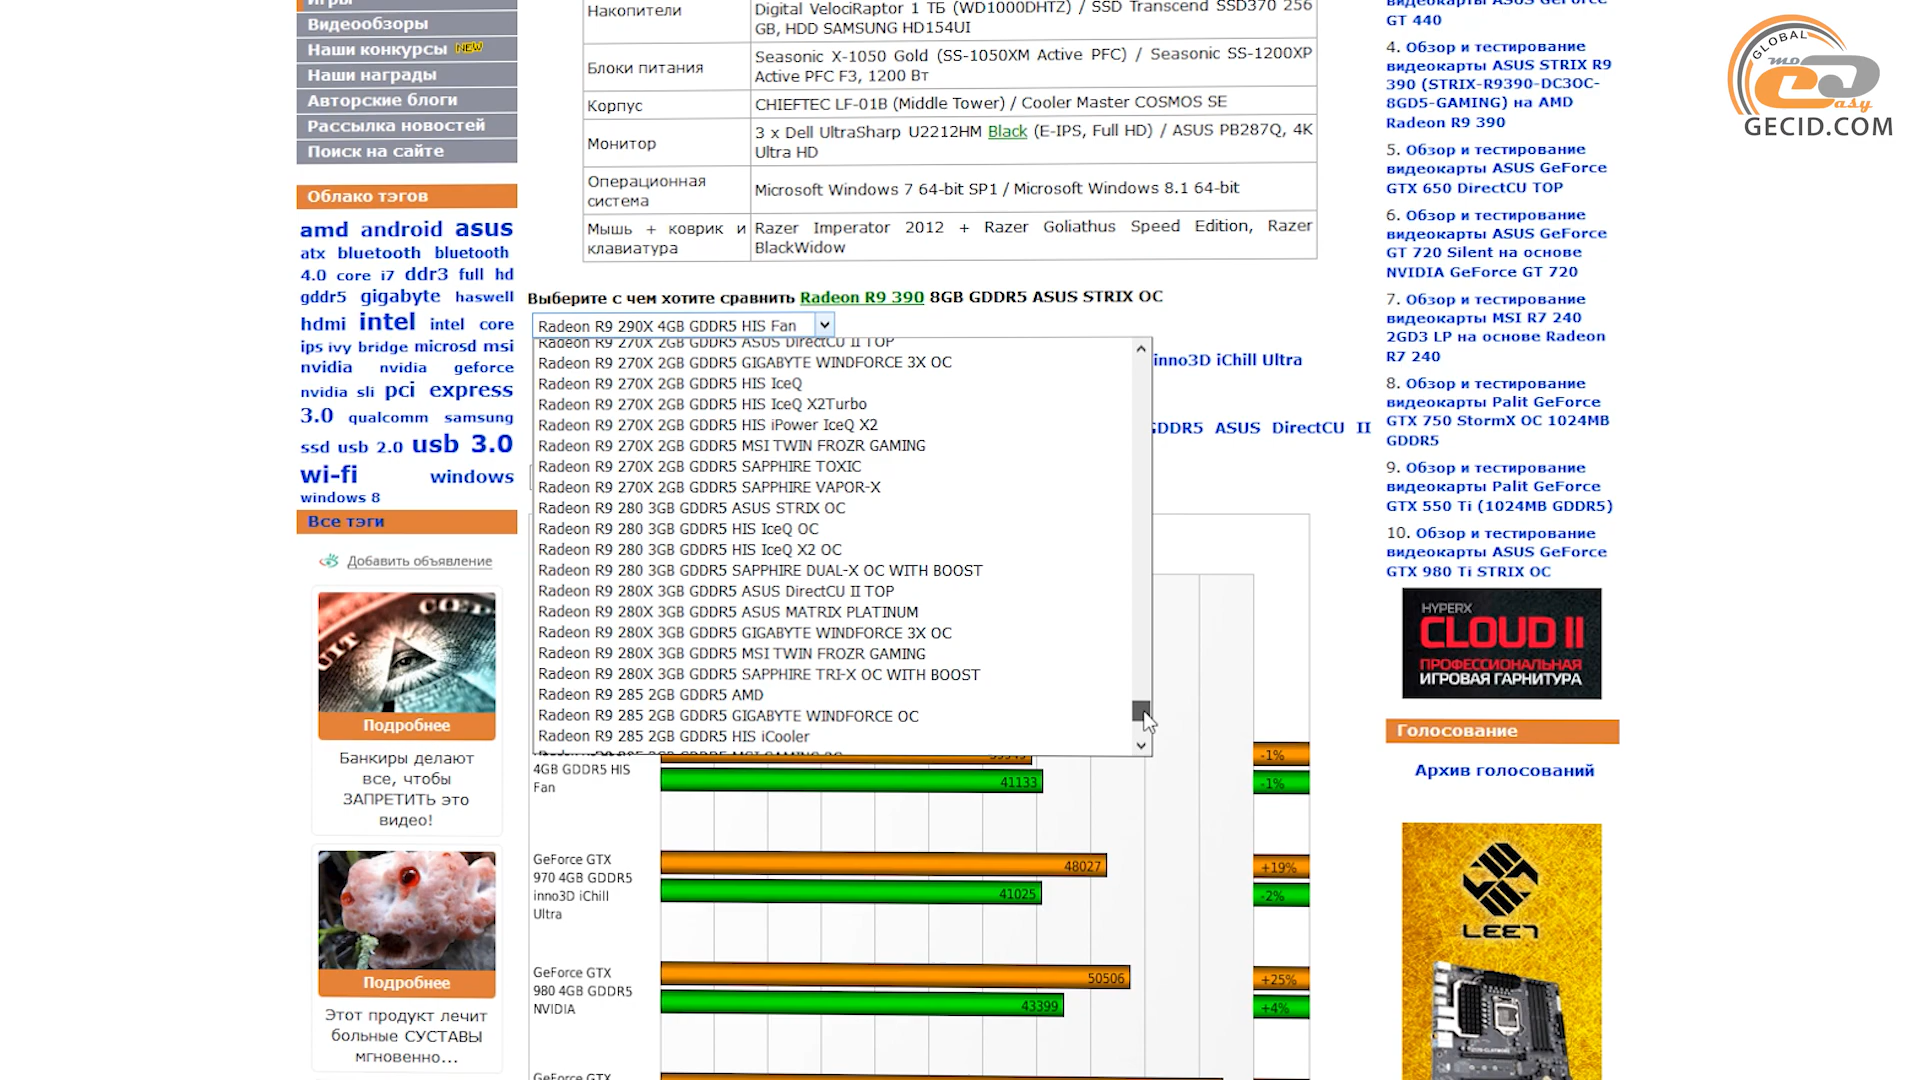 Игры
Видеообзоры
Наши конкурсы NEW
Наши награды
Авторские блоги
Рассылка новостей
Поиск на сайте
Облако тэгов
amd android asus
atx bluetooth bluetooth
4.0 core i7 ddr3 full hd
gddr5 gigabyte haswell
hdmi intel intel core
ips ivy bridge microsd msi
nvidia nvidia geforce
nvidia sli pci express
3.0 qualcomm samsung
ssd usb 2.0 usb 3.0
wi-fi windows
windows 8
Все тэги
Добавить объявление
Подробнее
Банкиры делают
все, чтобы
ЗАПРЕТИТЬ это
видео!
Подробнее
Этот продукт лечит
больные СУСТАВЫ
мгновенно...
Накопители
Digital VelociRaptor 1 ТБ (WD1000DHTZ) / SSD Transcend SSD370 256
GB, HDD SAMSUNG HD154UI
Блоки питания
Seasonic X-1050 Gold (SS-1050XM Active PFC) / Seasonic SS-1200XP
Active PFC F3, 1200 Вт
Корпус
CHIEFTEC LF-01B (Middle Tower) / Cooler Master COSMOS SE
Монитор
3 x Dell UltraSharp U2212HM Black (E-IPS, Full HD) / ASUS PB287Q, 4K
Ultra HD
Операционная
система
Microsoft Windows 7 64-bit SP1 / Microsoft Windows 8.1 64-bit
Мышь + коврик и
клавиатура
Razer Imperator 2012 + Razer Goliathus Speed Edition, Razer
BlackWidow
Выберите с чем хотите сравнить Radeon R9 390 8GB GDDR5 ASUS STRIX OC
Radeon R9 290X 4GB GDDR5 HIS Fan
Radeon R9 270X 2GB GDDR5 ASUS DirectCU II TOP
Radeon R9 270X 2GB GDDR5 GIGABYTE WINDFORCE 3X OC
Radeon R9 270X 2GB GDDR5 HIS IceQ
Radeon R9 270X 2GB GDDR5 HIS IceQ X2Turbo
Radeon R9 270X 2GB GDDR5 HIS iPower IceQ X2
Radeon R9 270X 2GB GDDR5 MSI TWIN FROZR GAMING
Radeon R9 270X 2GB GDDR5 SAPPHIRE TOXIC
Radeon R9 270X 2GB GDDR5 SAPPHIRE VAPOR-X
Radeon R9 280 3GB GDDR5 ASUS STRIX OC
Radeon R9 280 3GB GDDR5 HIS IceQ OC
Radeon R9 280 3GB GDDR5 HIS IceQ X2 OC
Radeon R9 280 3GB GDDR5 SAPPHIRE DUAL-X OC WITH BOOST
Radeon R9 280X 3GB GDDR5 ASUS DirectCU II TOP
Radeon R9 280X 3GB GDDR5 ASUS MATRIX PLATINUM
Radeon R9 280X 3GB GDDR5 GIGABYTE WINDFORCE 3X OC
Radeon R9 280X 3GB GDDR5 MSI TWIN FROZR GAMING
Radeon R9 280X 3GB GDDR5 SAPPHIRE TRI-X OC WITH BOOST
Radeon R9 285 2GB GDDR5 AMD
Radeon R9 285 2GB GDDR5 GIGABYTE WINDFORCE OC
Radeon R9 285 2GB GDDR5 HIS iCooler
inno3D iChill Ultra
GDDR5 ASUS DirectCU II
-1%
4GB GDDR5 HIS
Fan
41133
-1%
GeForce GTX
970 4GB GDDR5
inno3D iChill
Ultra
48027
+19%
41025
-2%
GeForce GTX
980 4GB GDDR5
NVIDIA
50506
+25%
43399
+4%
GeForce GTX
видеокарты ASUS GeForce
GT 440
4. Обзор и тестирование
видеокарты ASUS STRIX R9
390 (STRIX-R9390-DC3OC-
8GD5-GAMING) на AMD
Radeon R9 390
5. Обзор и тестирование
видеокарты ASUS GeForce
GTX 650 DirectCU TOP
6. Обзор и тестирование
видеокарты ASUS GeForce
GT 720 Silent на основе
NVIDIA GeForce GT 720
7. Обзор и тестирование
видеокарты MSI R7 240
2GD3 LP на основе Radeon
R7 240
8. Обзор и тестирование
видеокарты Palit GeForce
GTX 750 StormX OC 1024MB
GDDR5
9. Обзор и тестирование
видеокарты Palit GeForce
GTX 550 Ti (1024MB GDDR5)
10. Обзор и тестирование
видеокарты ASUS GeForce
GTX 980 Ti STRIX OC
HYPERX
CLOUD II
ПРОФЕССИОНАЛЬНАЯ
ИГРОВАЯ ГАРНИТУРА
Голосование
Архив голосований
LEET
GLOBAL
GECID.COM